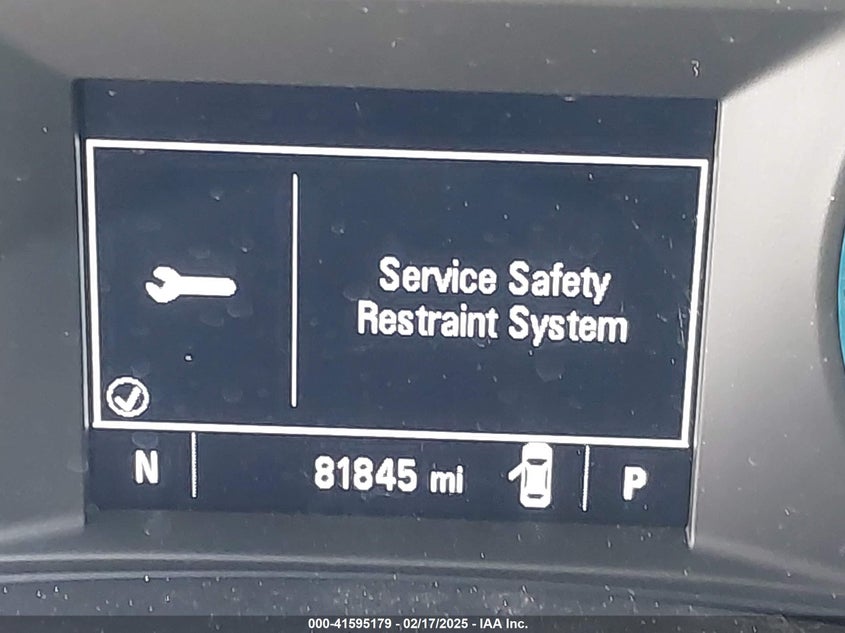 Service Safety
Restraint System
N 81845 mi P
000-41595179 - 02/17/2025 - IAA Inc.